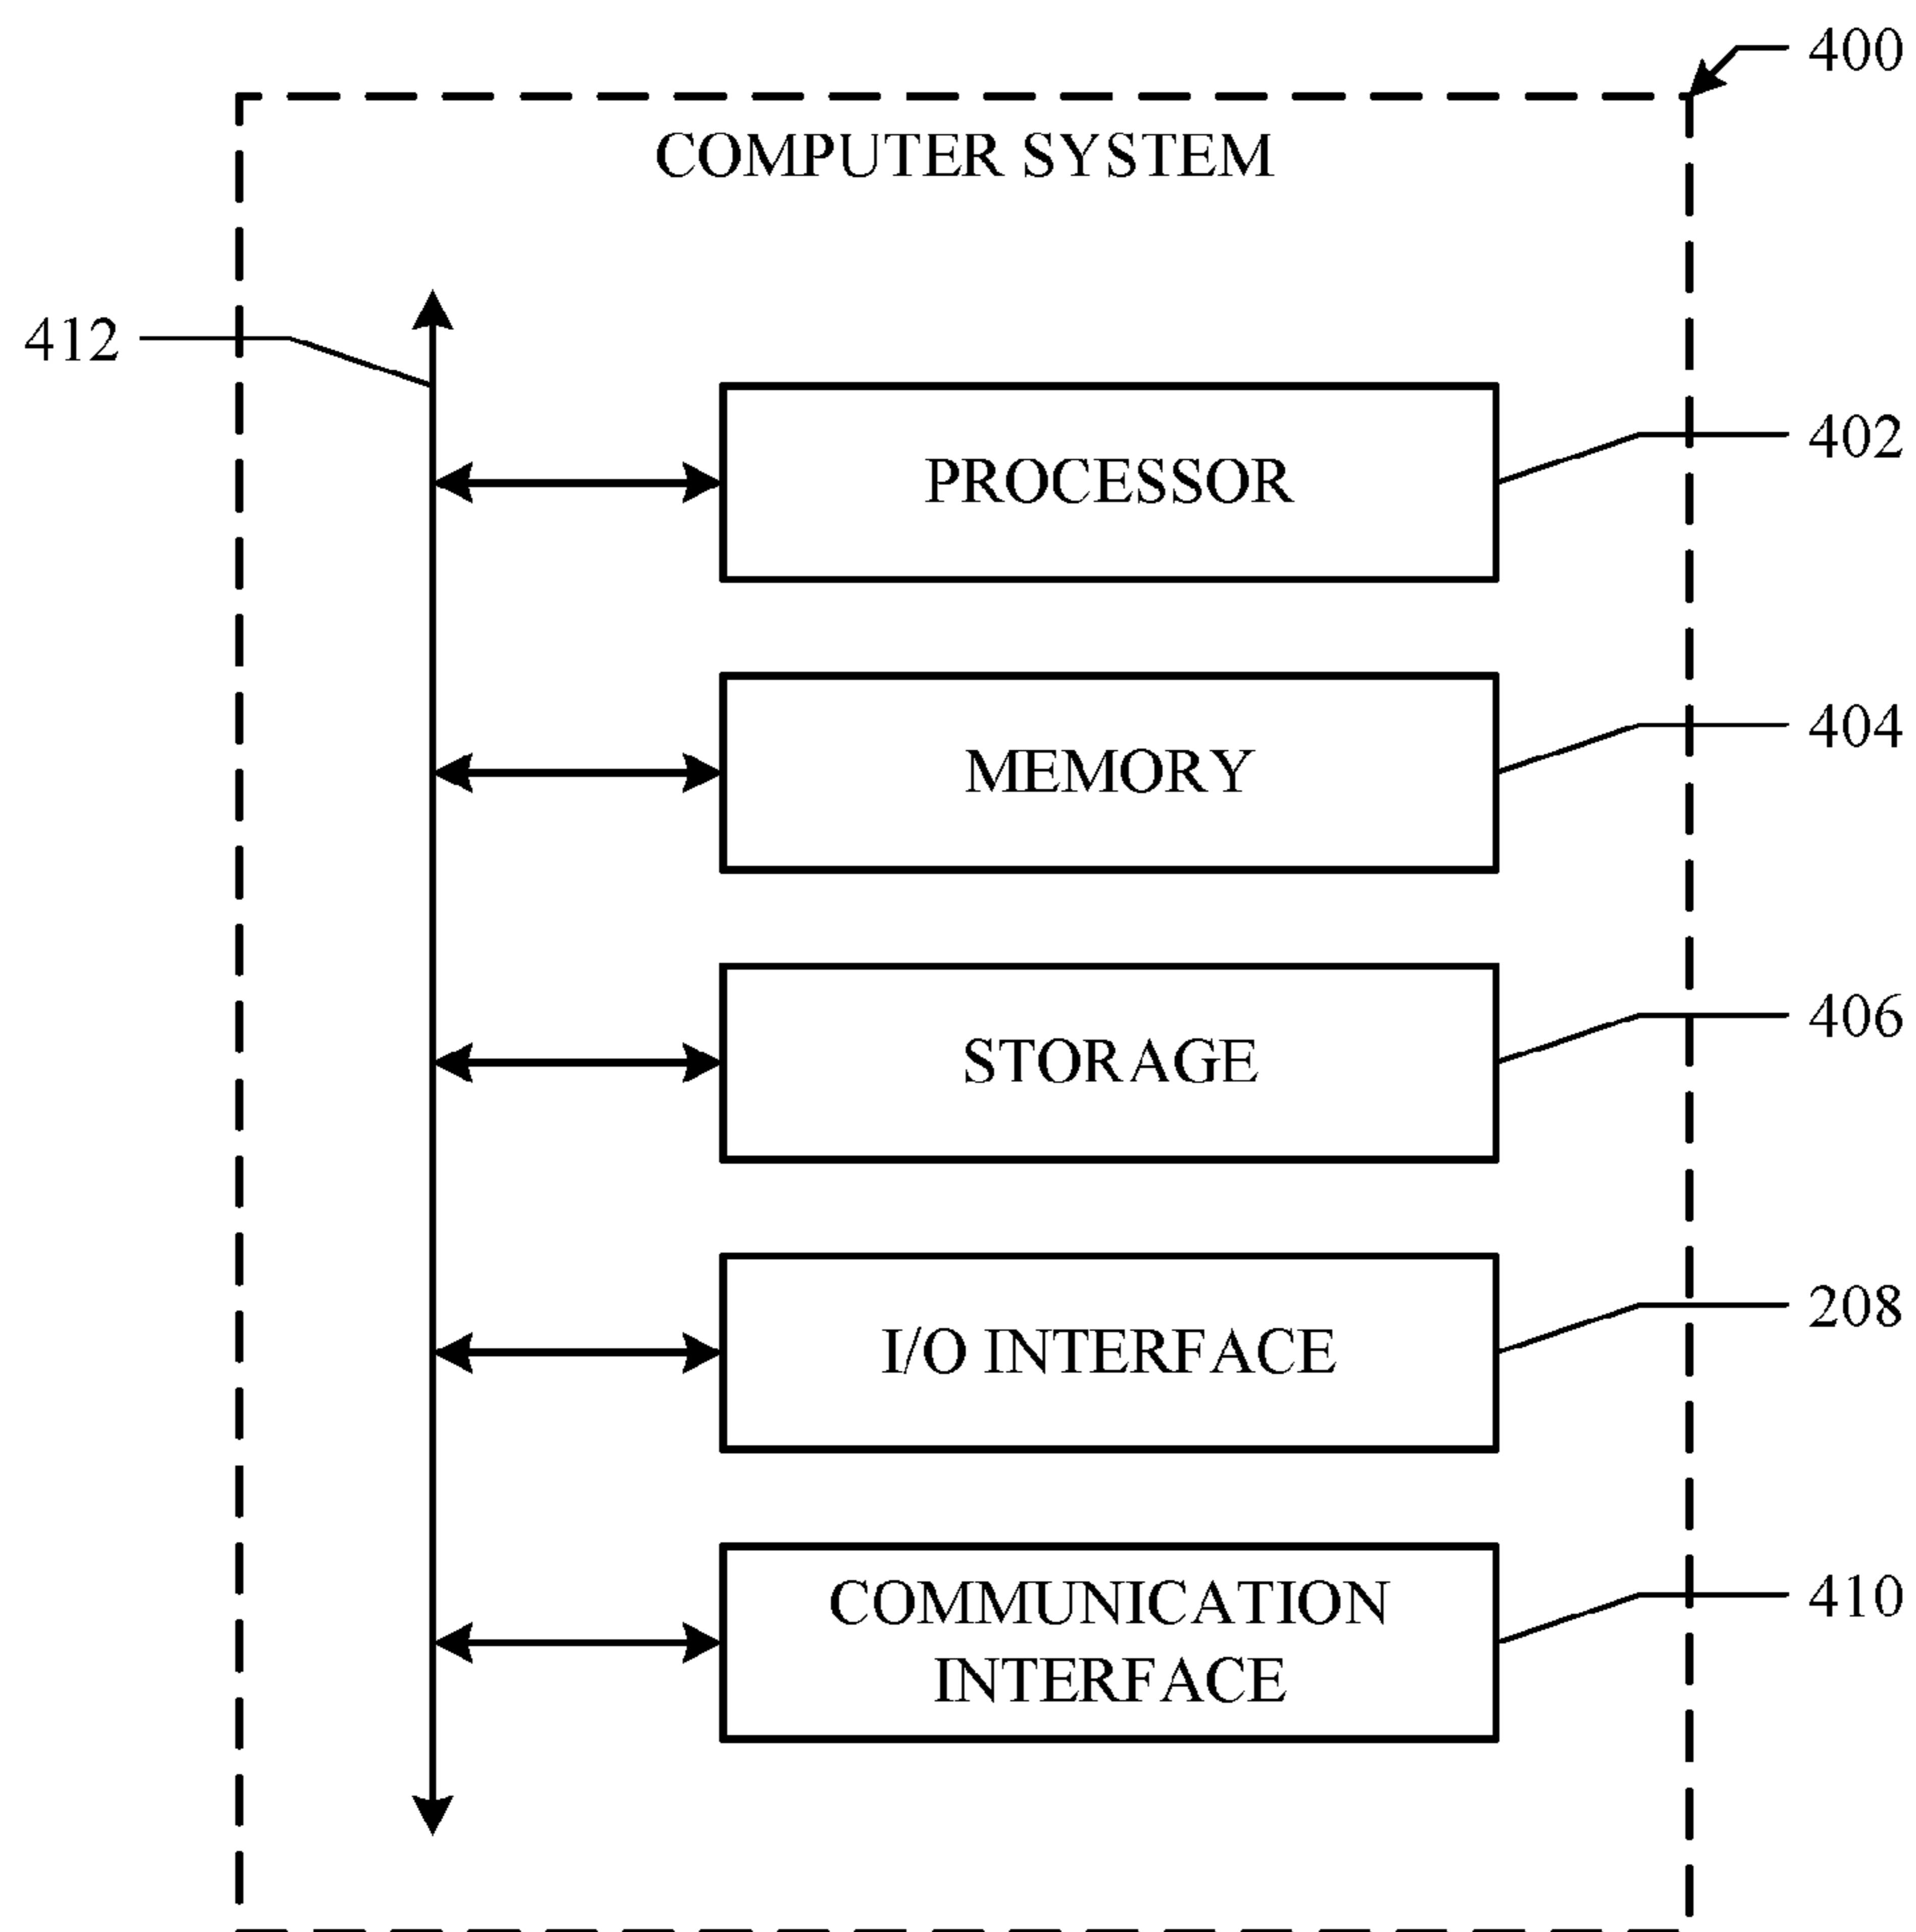 400
COMPUTER SYSTEM
412
PROCESSOR
402
MEMORY
404
STORAGE
406
I/O INTERFACE
208
COMMUNICATION
INTERFACE
410